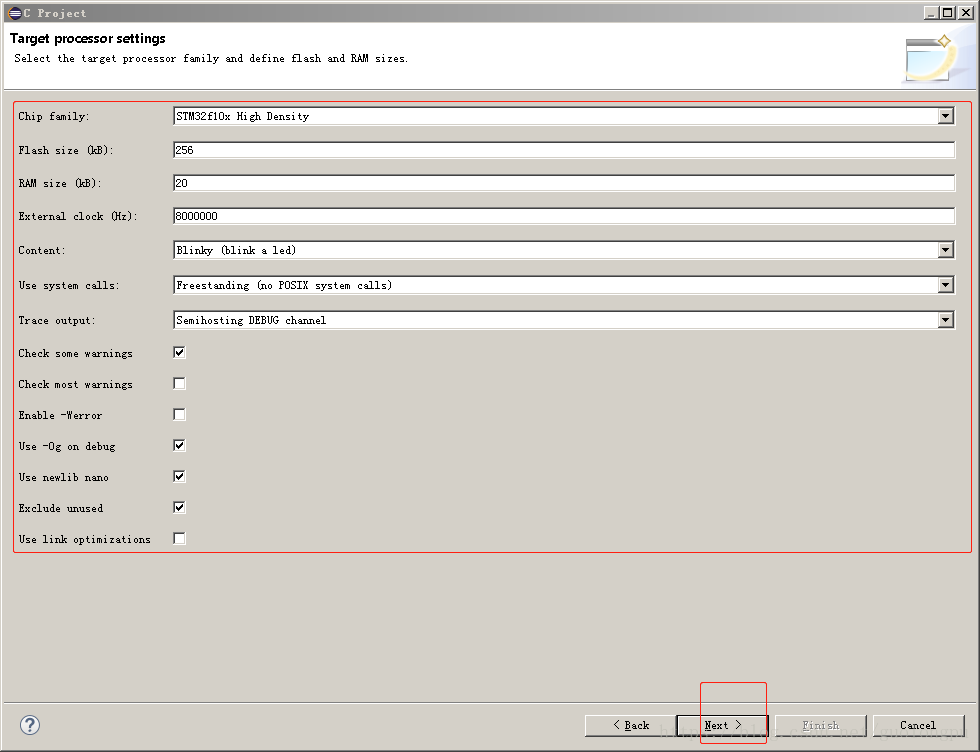 C Project
Target processor settings
Select the target processor family and define flash and RAM sizes.
Chip family: STM32f10x High Density
Flash size (kB): 256
RAM size (kB): 20
External clock (Hz): 8000000
Content: Blinky (blink a led)
Use system calls: Freestanding (no POSIX system calls)
Trace output: Semihosting DEBUG channel
Check some warnings
Check most warnings
Enable -Werror
Use -Og on debug
Use newlib nano
Exclude unused
Use link optimizations
? < Back Next > Finish Cancel